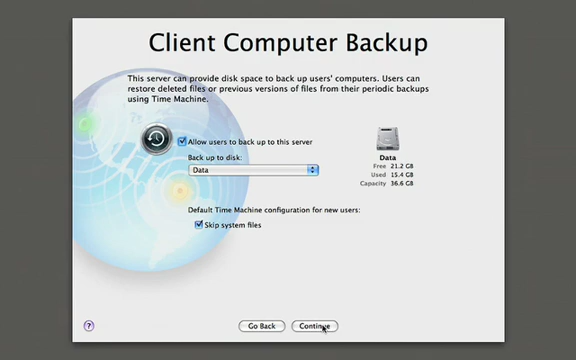 Client Computer Backup
This server can provide disk space to back up users' computers. Users can
restore deleted files or previous versions of files from their periodic backups
using Time Machine.
Allow users to back up to this server
Back up to disk:
Data
Data
Free 21.2 GB
Used 15.4 GB
Capacity 36.6 GB
Default Time Machine configuration for new users:
Skip system files
?
Go Back
Continue